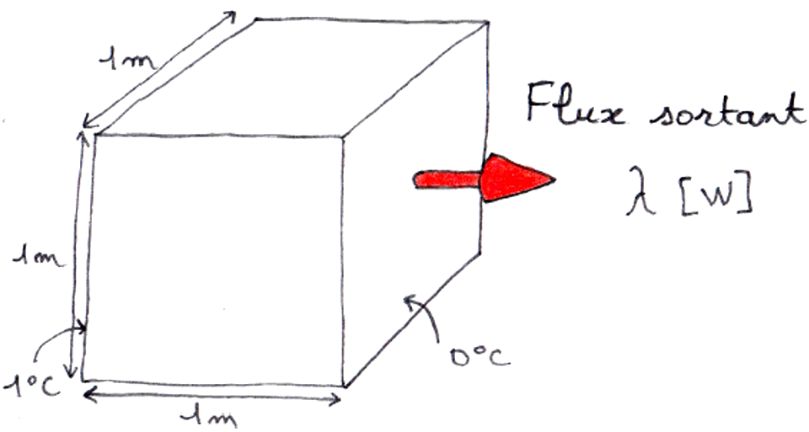 1m
Flux sortant
λ [W]
1m
1°C
0°C
1m